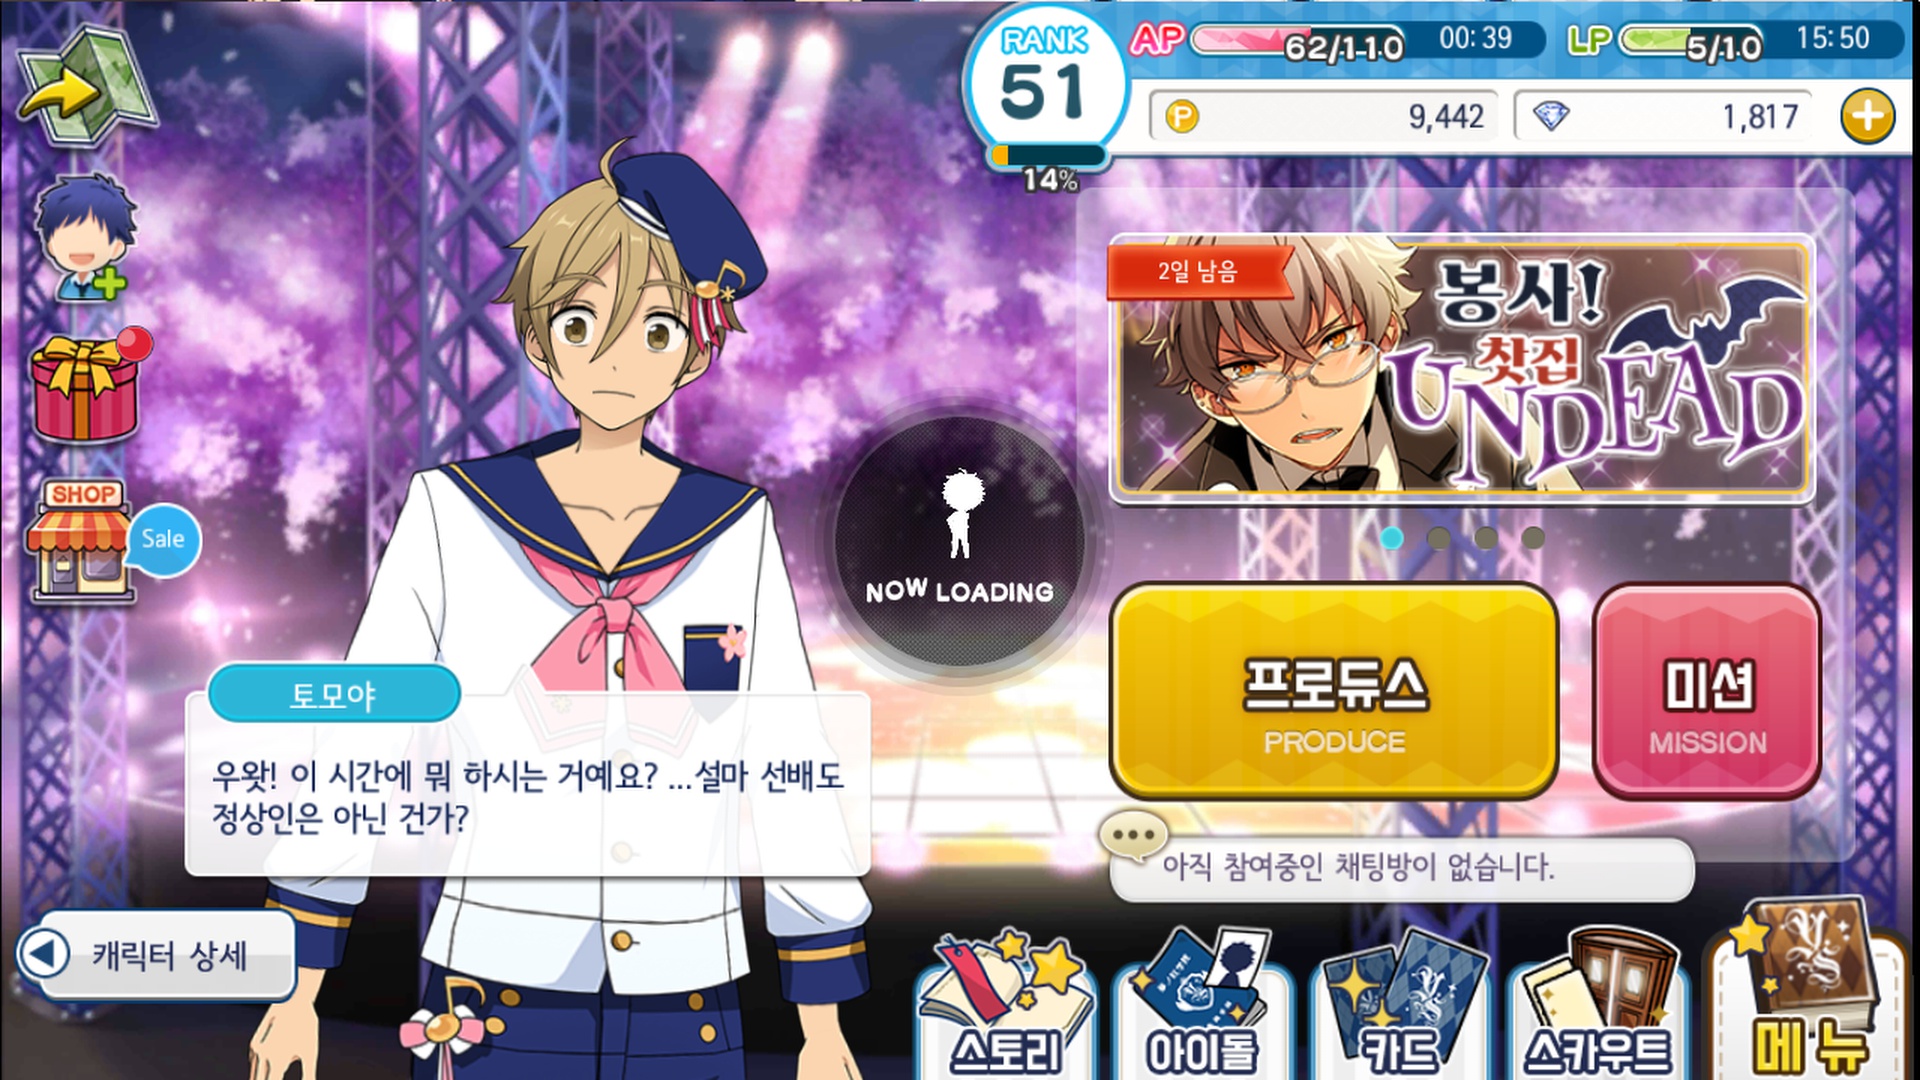 RANK
51
14%
AP
62/110
00:39
LP
5/10
15:50
P
9,442
1,817
2일 남음
봉사!
찻집
UNDEAD
SHOP
Sale
NOW LOADING
토모야
우왓! 이 시간에 뭐 하시는 거예요? ...설마 선배도
정상인은 아닌 건가?
프로듀스
PRODUCE
미션
MISSION
아직 참여중인 채팅방이 없습니다.
캐릭터 상세
스토리
아이돌
카드
스카우트
메뉴